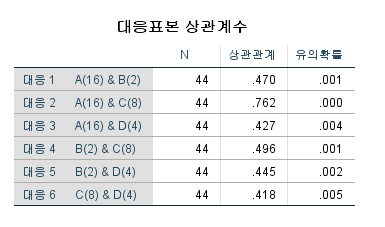 대응표본 상관계수
N 상관관계 유의확률
대응 1 A(16) & B(2) 44 .470 .001
대응 2 A(16) & C(8) 44 .762 .000
대응 3 A(16) & D(4) 44 .427 .004
대응 4 B(2) & C(8) 44 .496 .001
대응 5 B(2) & D(4) 44 .445 .002
대응 6 C(8) & D(4) 44 .418 .005